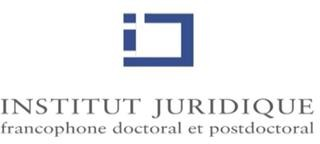 INSTITUT JURIDIQUE
francophone doctoral et postdoctoral